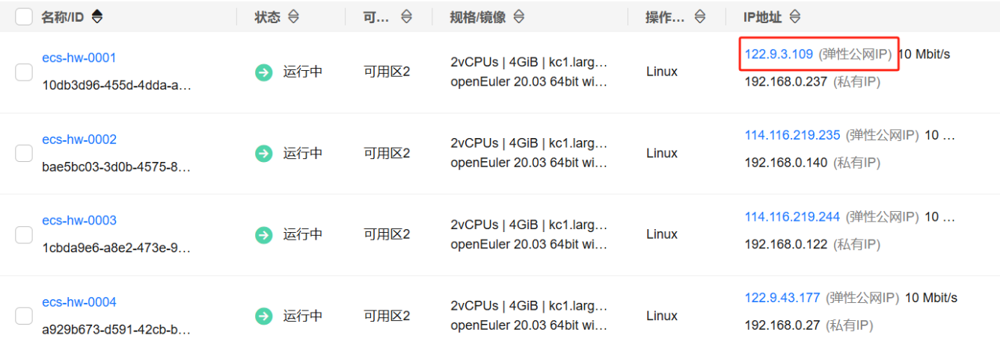 名称/ID 状态 可... 规格/镜像 操作... IP地址
ecs-hw-0001
10db3d96-455d-4dda-a...
运行中 可用区2
2vCPUs | 4GiB | kc1.larg...
openEuler 20.03 64bit wi...
Linux
122.9.3.109 (弹性公网IP) 10 Mbit/s
192.168.0.237 (私有IP)
ecs-hw-0002
bae5bc03-3d0b-4575-8...
运行中 可用区2
2vCPUs | 4GiB | kc1.larg...
openEuler 20.03 64bit wi...
Linux
114.116.219.235 (弹性公网IP) 10 ...
192.168.0.140 (私有IP)
ecs-hw-0003
1cbda9e6-a8e2-473e-9...
运行中 可用区2
2vCPUs | 4GiB | kc1.larg...
openEuler 20.03 64bit wi...
Linux
114.116.219.244 (弹性公网IP) 10 ...
192.168.0.122 (私有IP)
ecs-hw-0004
a929b673-d591-42cb-b...
运行中 可用区2
2vCPUs | 4GiB | kc1.larg...
openEuler 20.03 64bit wi...
Linux
122.9.43.177 (弹性公网IP) 10 Mbit/s
192.168.0.27 (私有IP)